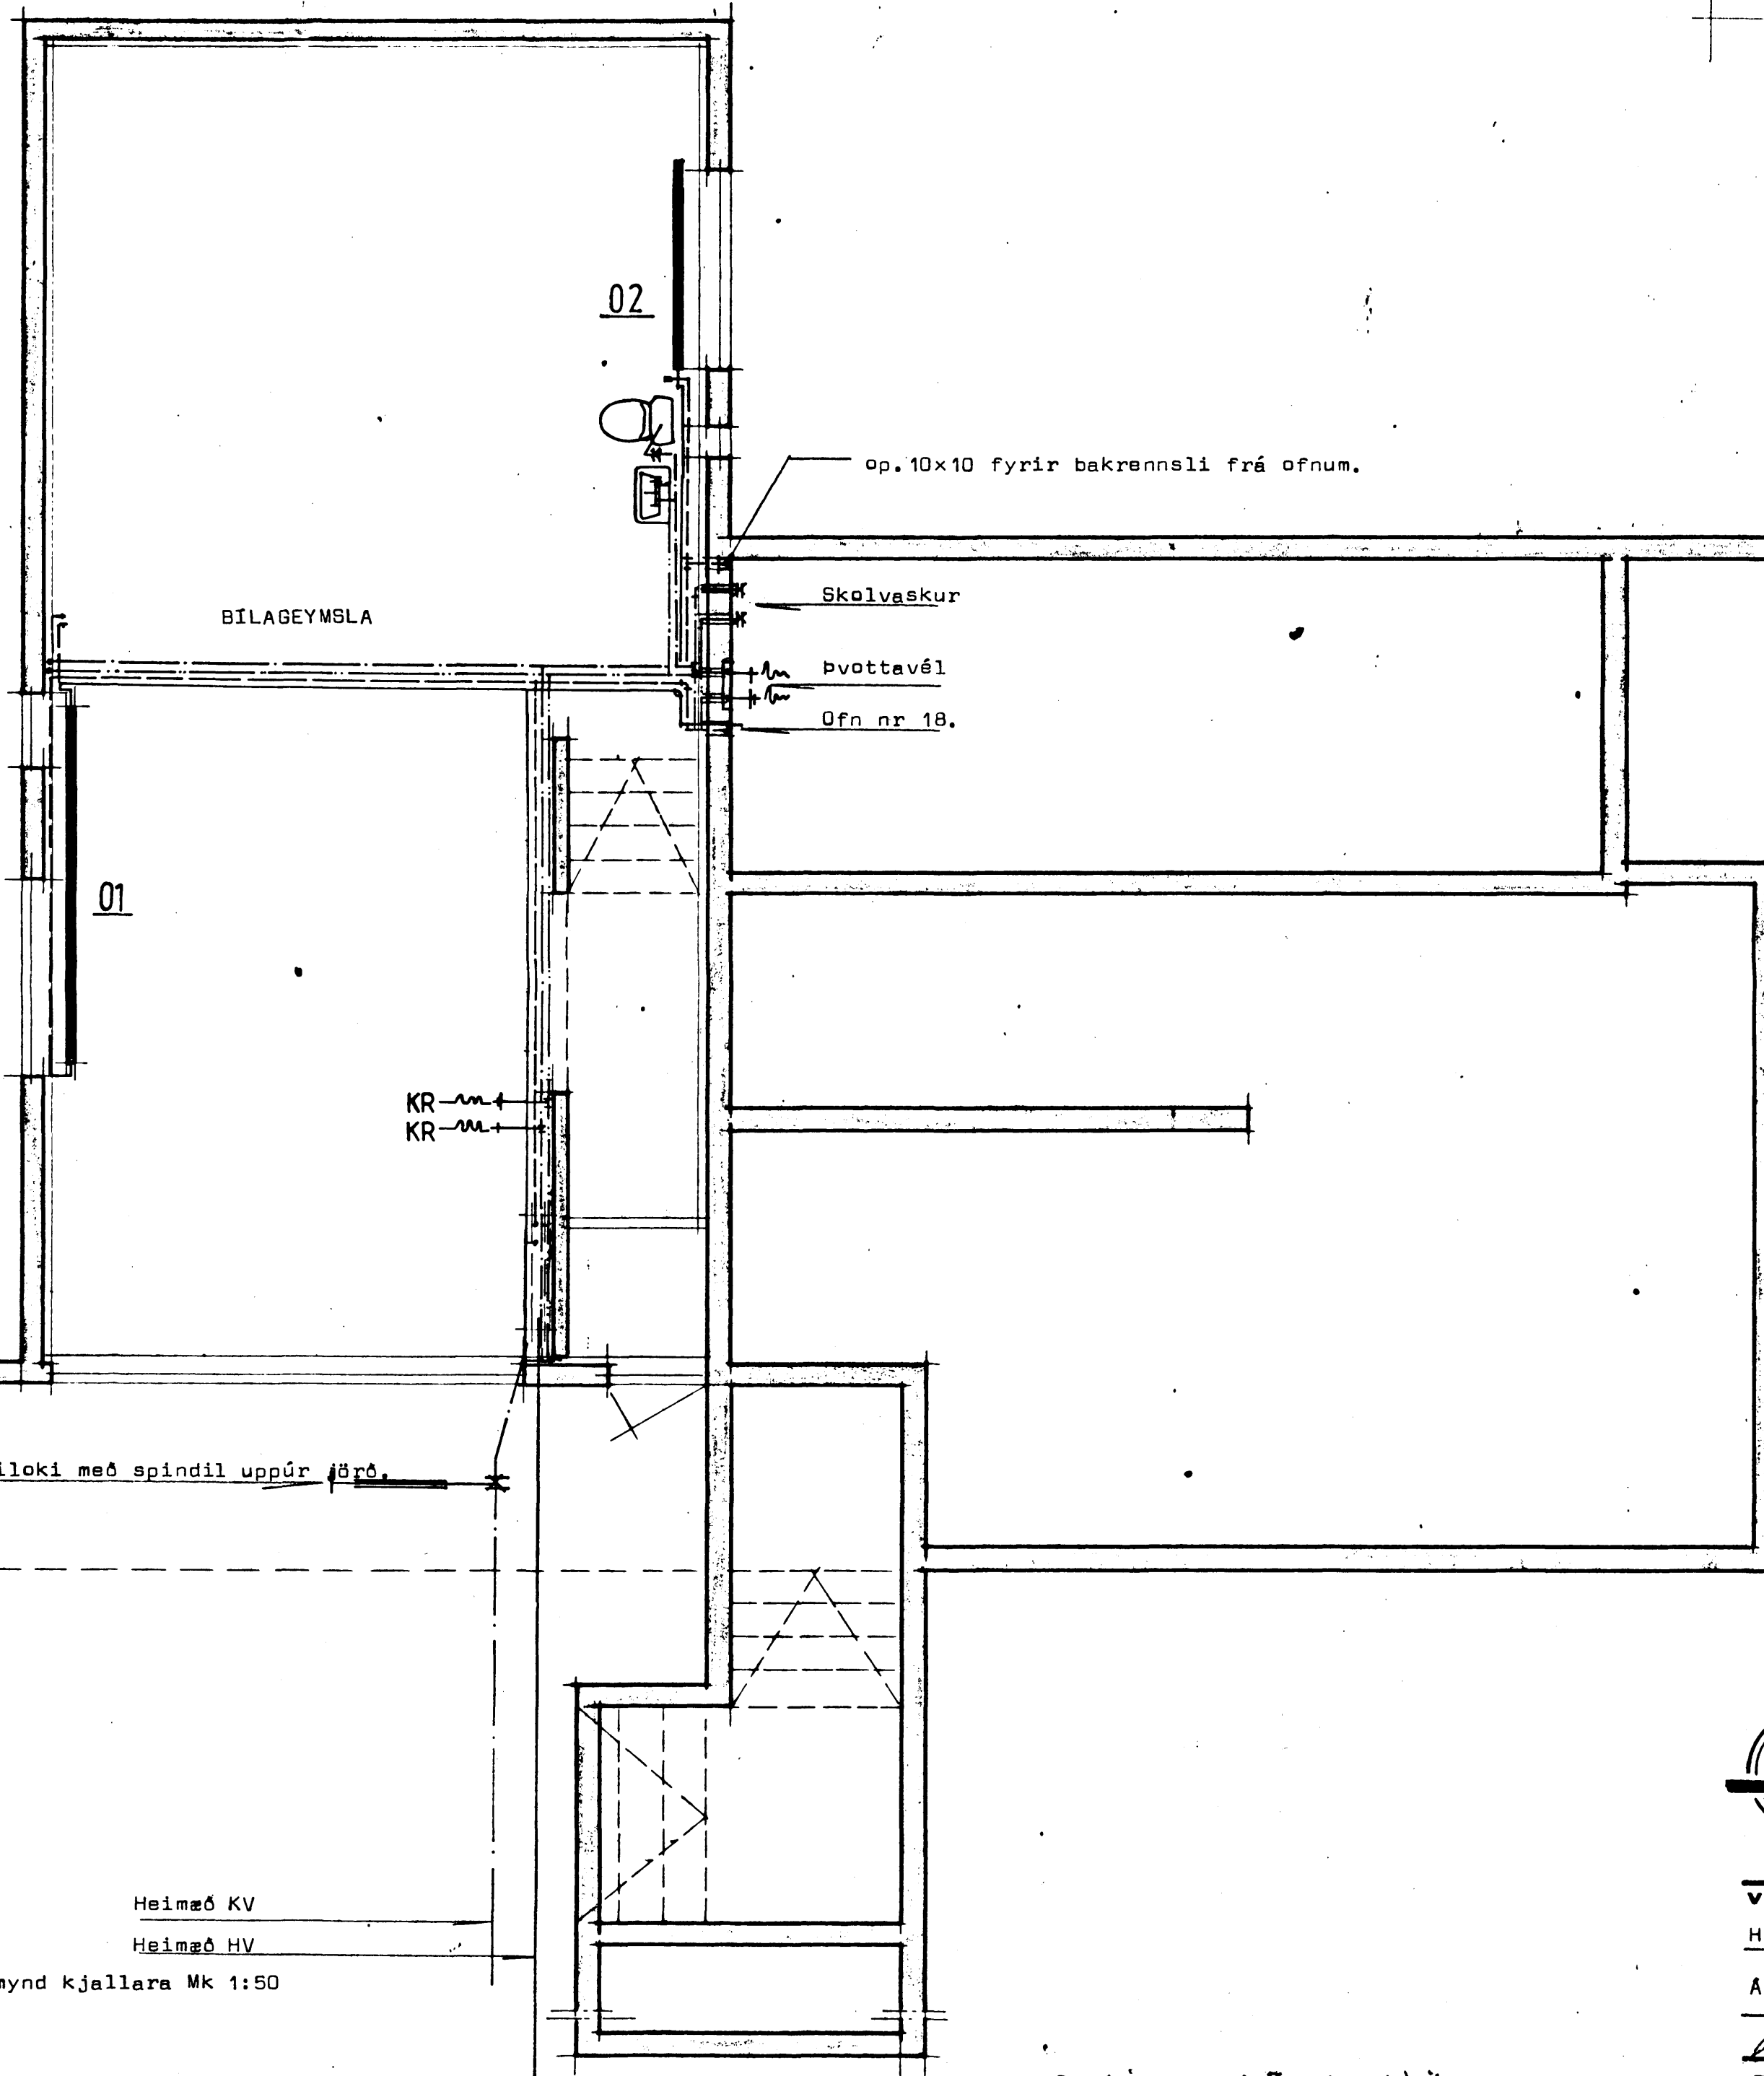 02
op. 10×10 fyrir bakrennsli frá ofnum.
Skolvaskur
BÍLAGEYMSLA
Þvottavél
Ofn nr 18.
01
KR
KR
iloki með spindil uppúr jörð.
Heimæð KV
Heimæð HV
mynd kjallara Mk 1:50
V
H
Á